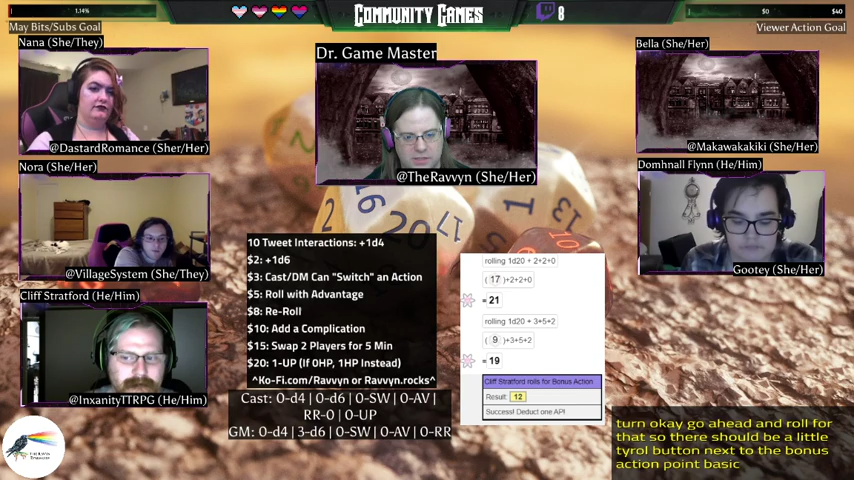 1.14%
COMMUNITY GAMES
8
$0
$40
May Bits/Subs Goal
Viewer Action Goal
Nana (She/They)
@DastardRomance (Sher/Her)
Dr. Game Master
@TheRavvyn (She/Her)
Bella (She/Her)
@Makawakakiki (She/Her)
Nora (She/Her)
@VillageSystem (She/They)
Domhnall Flynn (He/Him)
Gootey (She/Her)
Cliff Stratford (He/Him)
@InxanityTTRPG (He/Him)
10 Tweet Interactions: +1d4
$2: +1d6
$3: Cast/DM Can "Switch" an Action
$5: Roll with Advantage
$8: Re-Roll
$10: Add a Complication
$15: Swap 2 Players for 5 Min
$20: 1-UP (If 0HP, 1HP Instead)
^Ko-Fi.com/Ravvyn or Ravvyn.rocks^
Cast: 0-d4 | 0-d6 | 0-SW | 0-AV |
RR-0 | 0-UP
GM: 0-d4 | 3-d6 | 0-SW | 0-AV | 0-RR
rolling 1d20 + 2+2+0
(17)+2+2+0
= 21
rolling 1d20 + 3+5+2
(9)+3+5+2
= 19
Cliff Stratford rolls for Bonus Action
Result: 12
Success! Deduct one AP!
turn okay go ahead and roll for
that so there should be a little
tyrol button next to the bonus
action point basic
2
16
20
17
1
13
10